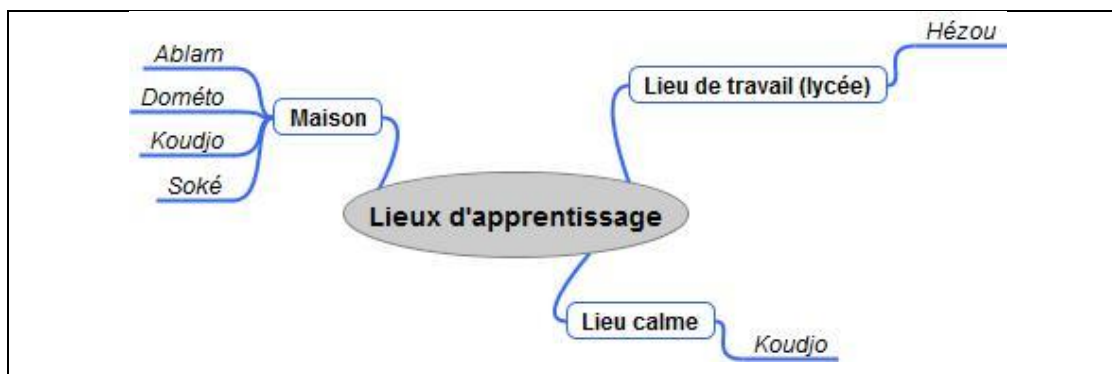 Lieux d'apprentissage
Maison
Ablam
Dométo
Koudjo
Soké
Lieu de travail (lycée)
Hézou
Lieu calme
Koudjo